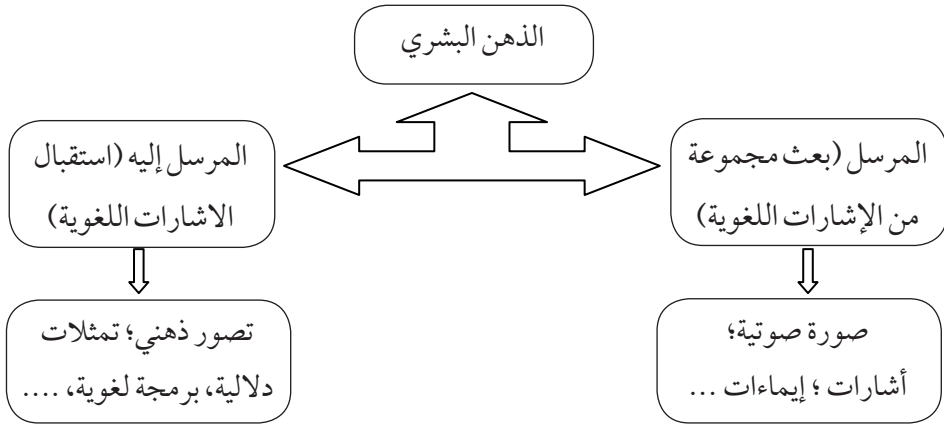 الذهن البشري
المرسل (بعث مجموعة
من الإشارات اللغوية)
المرسل إليه (استقبال
الاشارات اللغوية)
صورة صوتية؛
أشارات ؛ إيماءات ...
تصور ذهني؛ تمثلات
دلالية، برمجة لغوية، ....